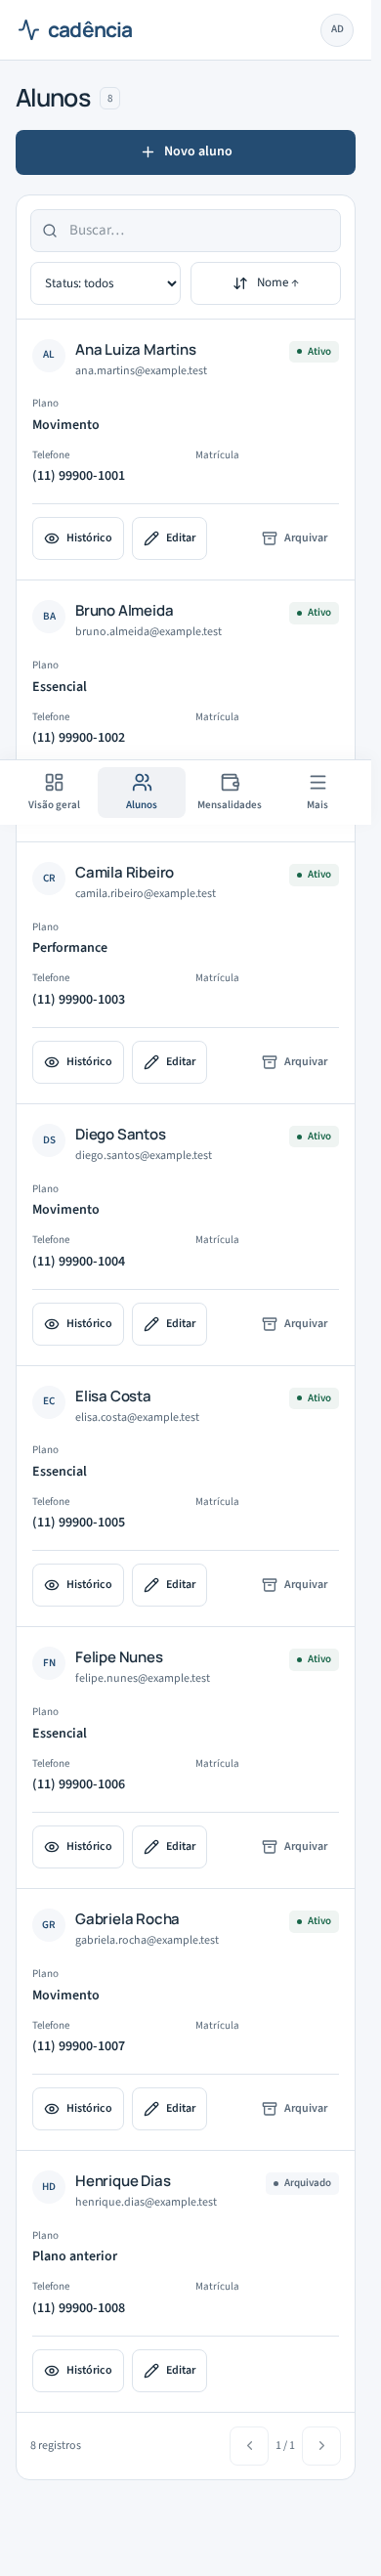 cadência
AD
Alunos 8
Novo aluno
Buscar...
Status: todos
Nome ↑
AL Ana Luiza Martins Ativo
ana.martins@example.test
Plano
Movimento
Telefone Matrícula
(11) 99900-1001
Histórico Editar Arquivar
BA Bruno Almeida Ativo
bruno.almeida@example.test
Plano
Essencial
Telefone Matrícula
(11) 99900-1002
Visão geral Alunos Mensalidades Mais
CR Camila Ribeiro Ativo
camila.ribeiro@example.test
Plano
Performance
Telefone Matrícula
(11) 99900-1003
Histórico Editar Arquivar
DS Diego Santos Ativo
diego.santos@example.test
Plano
Movimento
Telefone Matrícula
(11) 99900-1004
Histórico Editar Arquivar
EC Elisa Costa Ativo
elisa.costa@example.test
Plano
Essencial
Telefone Matrícula
(11) 99900-1005
Histórico Editar Arquivar
FN Felipe Nunes Ativo
felipe.nunes@example.test
Plano
Essencial
Telefone Matrícula
(11) 99900-1006
Histórico Editar Arquivar
GR Gabriela Rocha Ativo
gabriela.rocha@example.test
Plano
Movimento
Telefone Matrícula
(11) 99900-1007
Histórico Editar Arquivar
HD Henrique Dias Arquivado
henrique.dias@example.test
Plano
Plano anterior
Telefone Matrícula
(11) 99900-1008
Histórico Editar
8 registros 1 / 1